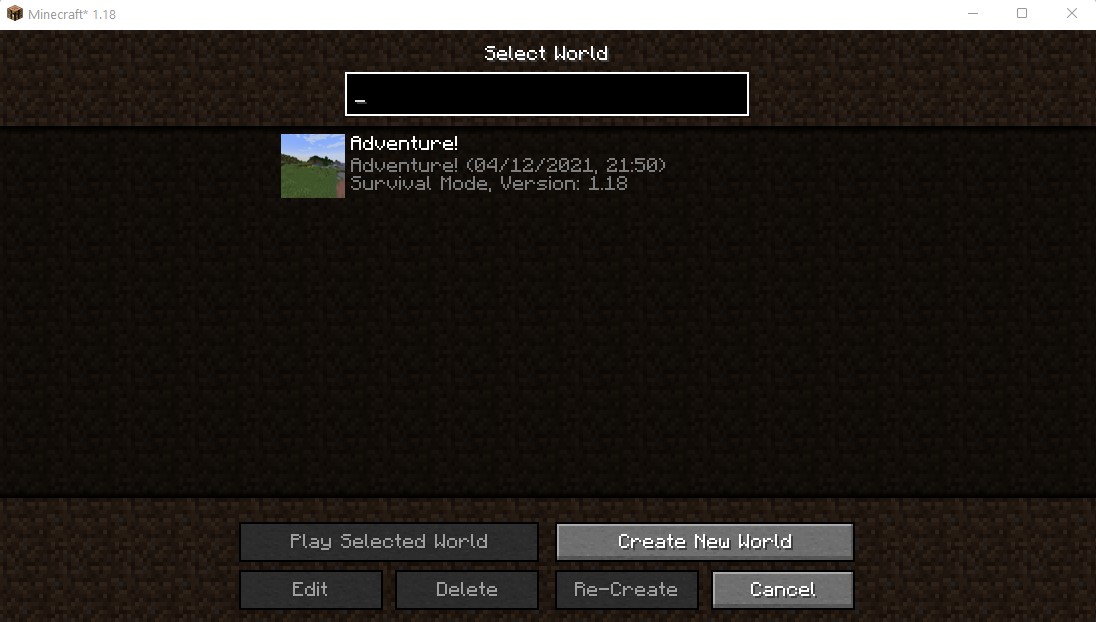 Minecraft* 1.18
Select World
_
Adventure!
Adventure! (04/12/2021, 21:50)
Survival Mode, Version: 1.18
Play Selected World
Create New World
Edit
Delete
Re-Create
Cancel